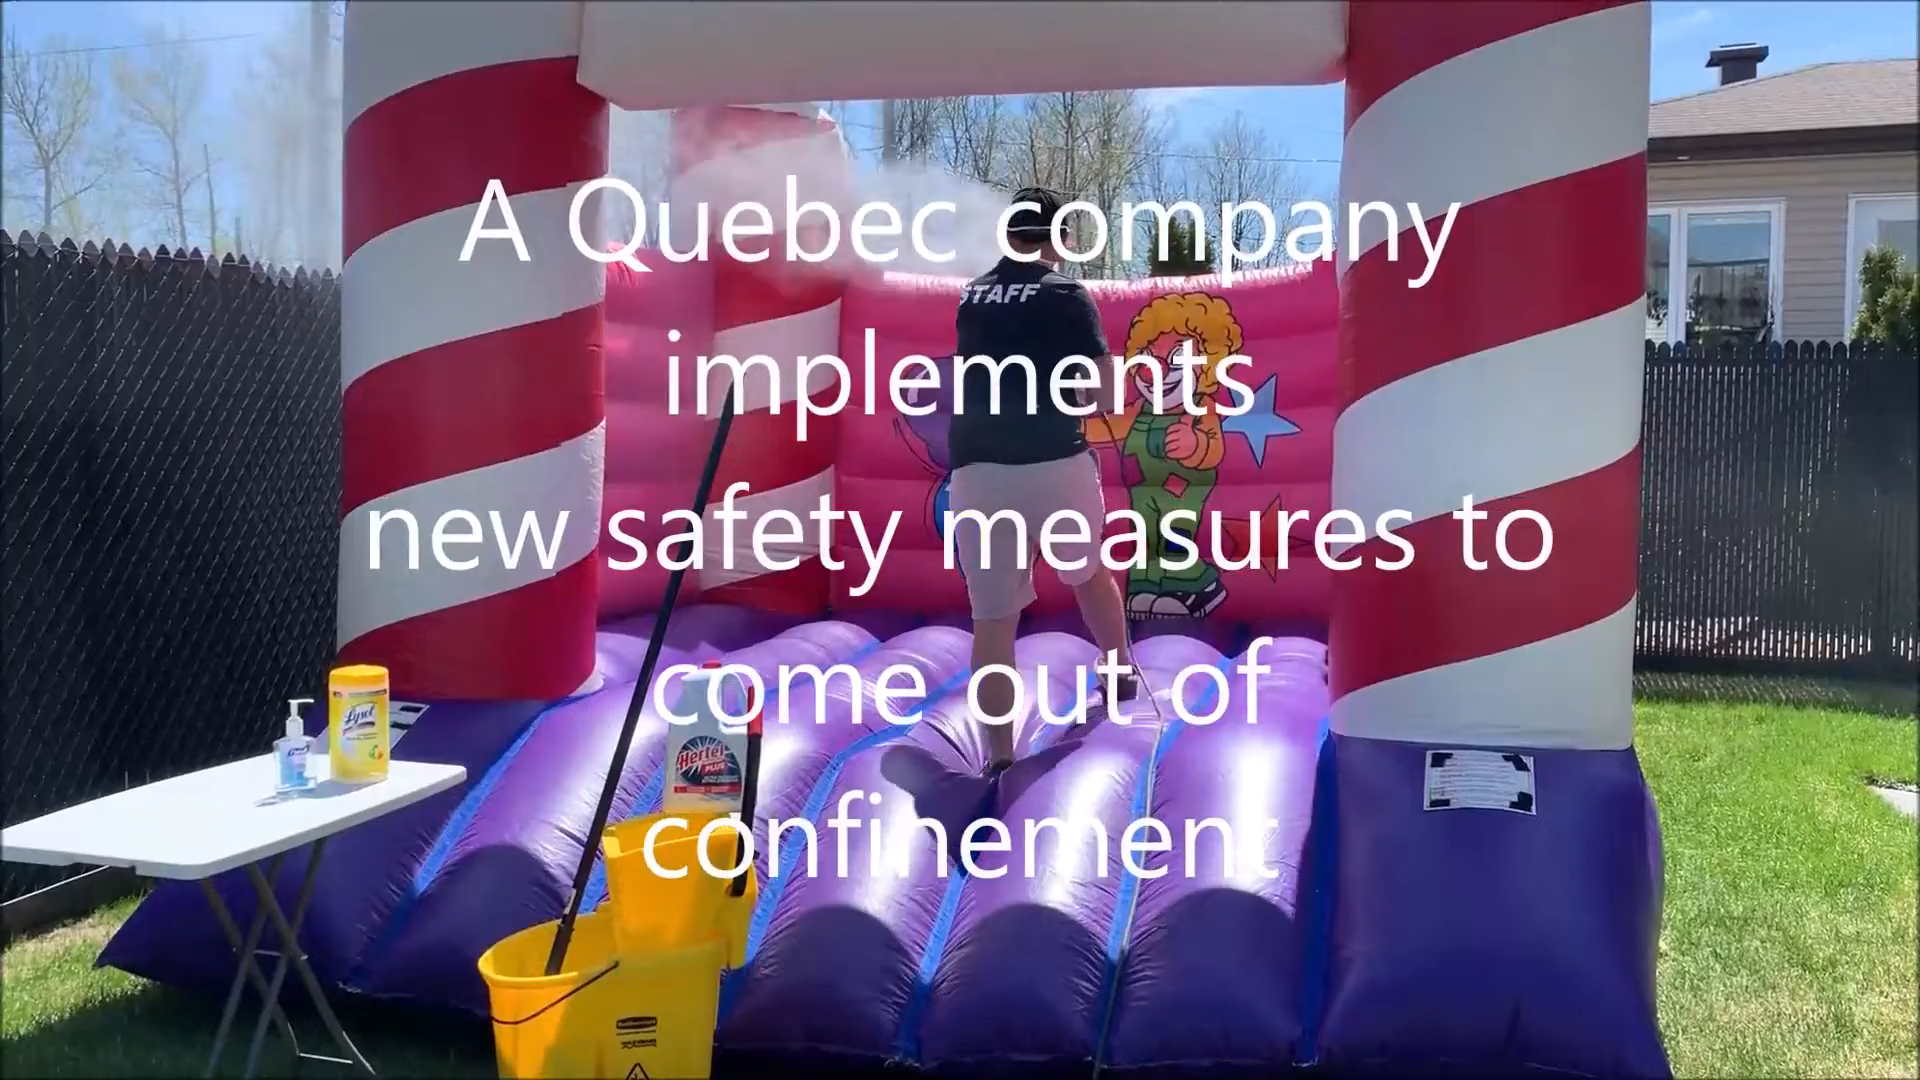 A Quebec company
implements
new safety measures to
come out of
confinement
STAFF
Lysol
Hertel
PLUS